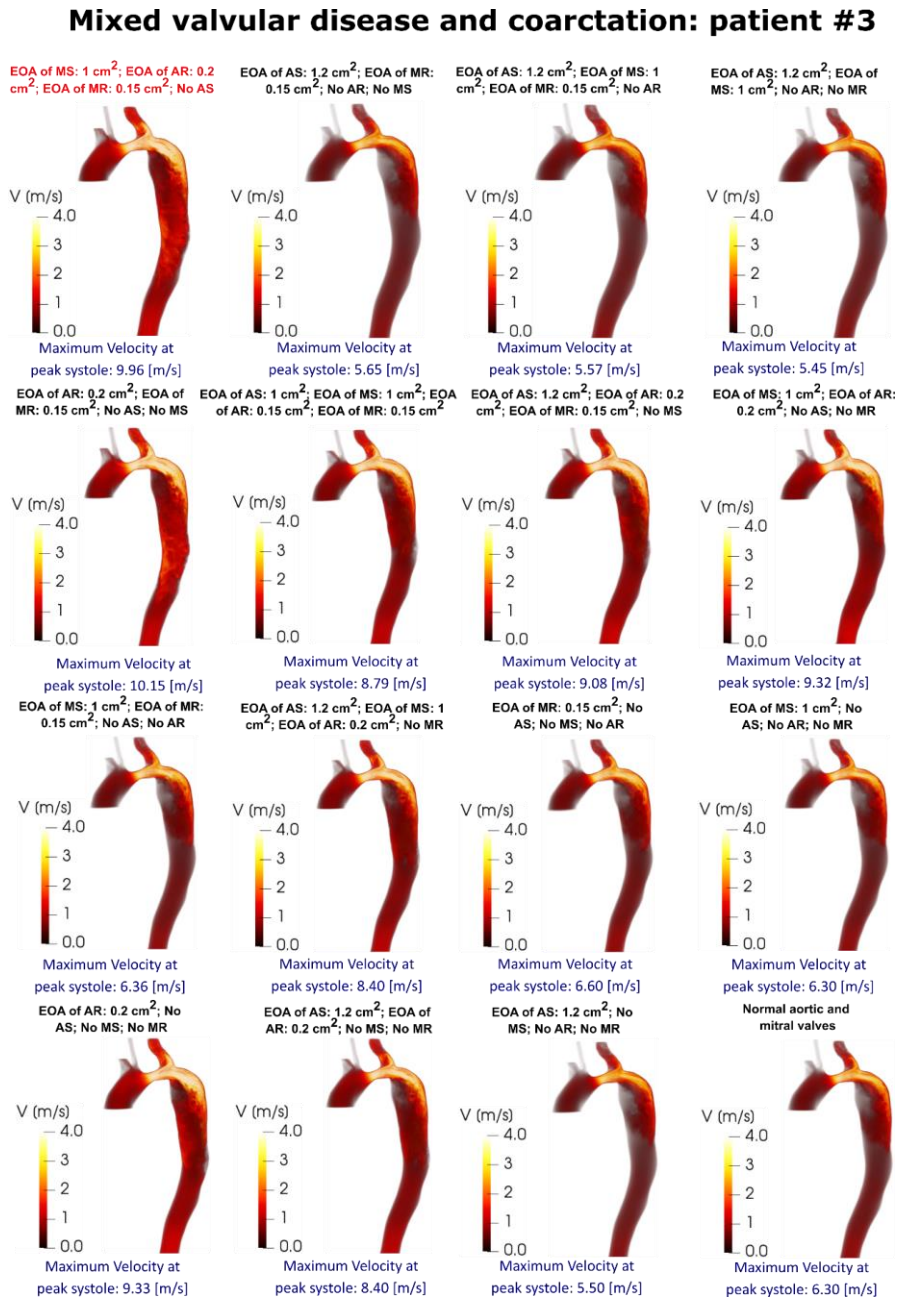 Mixed valvular disease and coarctation: patient #3
EOA of MS: 1 cm²; EOA of AR: 0.2
cm²; EOA of MR: 0.15 cm²; No AS
V (m/s)
4.0
3
2
1
0.0
Maximum Velocity at
peak systole: 9.96 [m/s]
EOA of AS: 1.2 cm²; EOA of MR:
0.15 cm²; No AR; No MS
V (m/s)
4.0
3
2
1
0.0
Maximum Velocity at
peak systole: 5.65 [m/s]
EOA of AS: 1.2 cm²; EOA of MS: 1
cm²; EOA of MR: 0.15 cm²; No AR
V (m/s)
4.0
3
2
1
0.0
Maximum Velocity at
peak systole: 5.57 [m/s]
EOA of AS: 1.2 cm²; EOA of
MS: 1 cm²; No AR; No MR
V (m/s)
4.0
3
2
1
0.0
Maximum Velocity at
peak systole: 5.45 [m/s]
EOA of AR: 0.2 cm²; EOA of
MR: 0.15 cm²; No AS; No MS
V (m/s)
4.0
3
2
1
0.0
Maximum Velocity at
peak systole: 10.15 [m/s]
EOA of AS: 1 cm²; EOA of MS: 1 cm²; EOA
of AR: 0.15 cm²; EOA of MR: 0.15 cm²
V (m/s)
4.0
3
2
1
0.0
Maximum Velocity at
peak systole: 8.79 [m/s]
EOA of AS: 1.2 cm²; EOA of AR: 0.2
cm²; EOA of MR: 0.15 cm²; No MS
V (m/s)
4.0
3
2
1
0.0
Maximum Velocity at
peak systole: 9.08 [m/s]
EOA of MS: 1 cm²; EOA of AR:
0.2 cm²; No AS; No MR
V (m/s)
4.0
3
2
1
0.0
Maximum Velocity at
peak systole: 9.32 [m/s]
EOA of MS: 1 cm²; EOA of MR:
0.15 cm²; No AS; No AR
V (m/s)
4.0
3
2
1
0.0
Maximum Velocity at
peak systole: 6.36 [m/s]
EOA of AS: 1.2 cm²; EOA of MS: 1
cm²; EOA of AR: 0.2 cm²; No MR
V (m/s)
4.0
3
2
1
0.0
Maximum Velocity at
peak systole: 8.40 [m/s]
EOA of MR: 0.15 cm²; No
AS; No MS; No AR
V (m/s)
4.0
3
2
1
0.0
Maximum Velocity at
peak systole: 6.60 [m/s]
EOA of MS: 1 cm²; No
AS; No AR; No MR
V (m/s)
4.0
3
2
1
0.0
Maximum Velocity at
peak systole: 6.30 [m/s]
EOA of AR: 0.2 cm²; No
AS; No MS; No MR
V (m/s)
4.0
3
2
1
0.0
Maximum Velocity at
peak systole: 9.33 [m/s]
EOA of AS: 1.2 cm²; EOA of
AR: 0.2 cm²; No MS; No MR
V (m/s)
4.0
3
2
1
0.0
Maximum Velocity at
peak systole: 8.40 [m/s]
EOA of AS: 1.2 cm²; No
MS; No AR; No MR
V (m/s)
4.0
3
2
1
0.0
Maximum Velocity at
peak systole: 5.50 [m/s]
Normal aortic and
mitral valves
V (m/s)
4.0
3
2
1
0.0
Maximum Velocity at
peak systole: 6.30 [m/s]